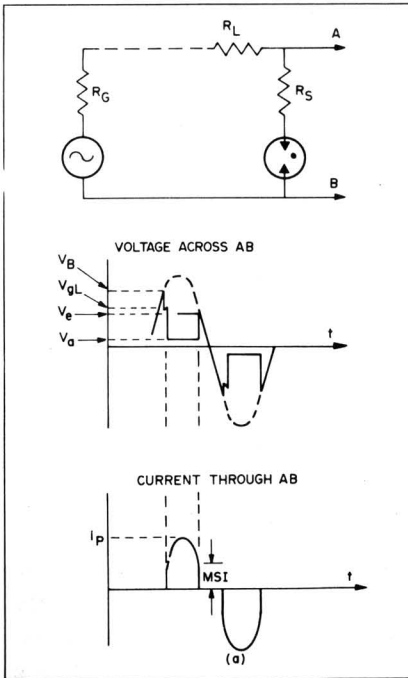 R_L
A
R_G
R_S
B
VOLTAGE ACROSS AB
V_B
V_gL
V_e
V_a
t
CURRENT THROUGH AB
i_P
MSI
t
(a)